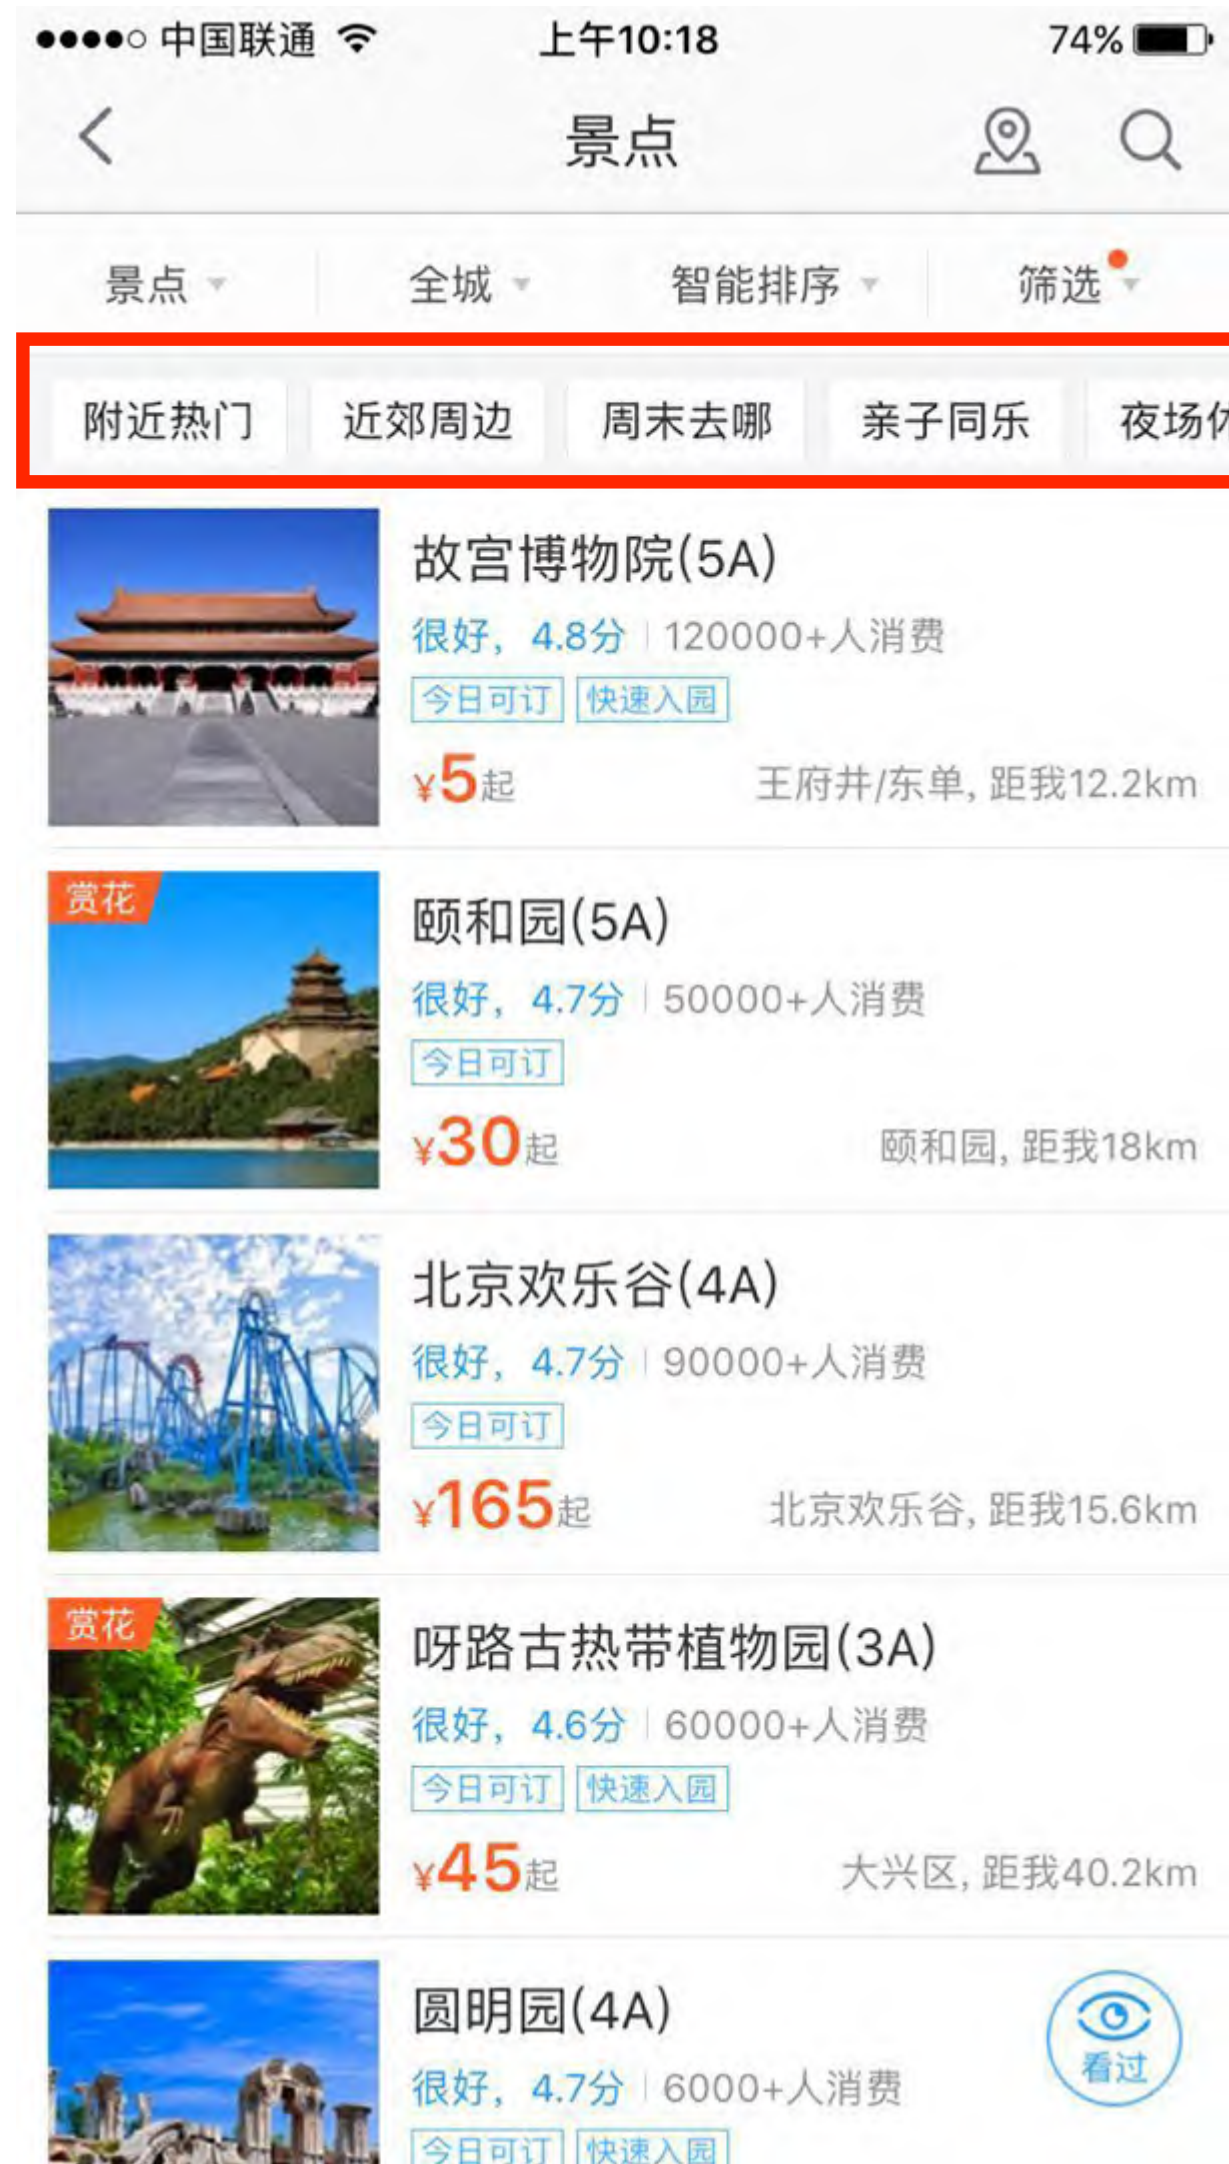 中国联通 上午10:18 74%
景点
景点 全城 智能排序 筛选
附近热门 近郊周边 周末去哪 亲子同乐 夜场
故宫博物院(5A)
很好, 4.8分 120000+人消费
今日可订 快速入园
¥5起 王府井/东单, 距我12.2km
赏花
颐和园(5A)
很好, 4.7分 50000+人消费
今日可订
¥30起 颐和园, 距我18km
北京欢乐谷(4A)
很好, 4.7分 90000+人消费
今日可订
¥165起 北京欢乐谷, 距我15.6km
赏花
呀路古热带植物园(3A)
很好, 4.6分 60000+人消费
今日可订 快速入园
¥45起 大兴区, 距我40.2km
圆明园(4A)
很好, 4.7分 6000+人消费
看过
今日可订 快速入园